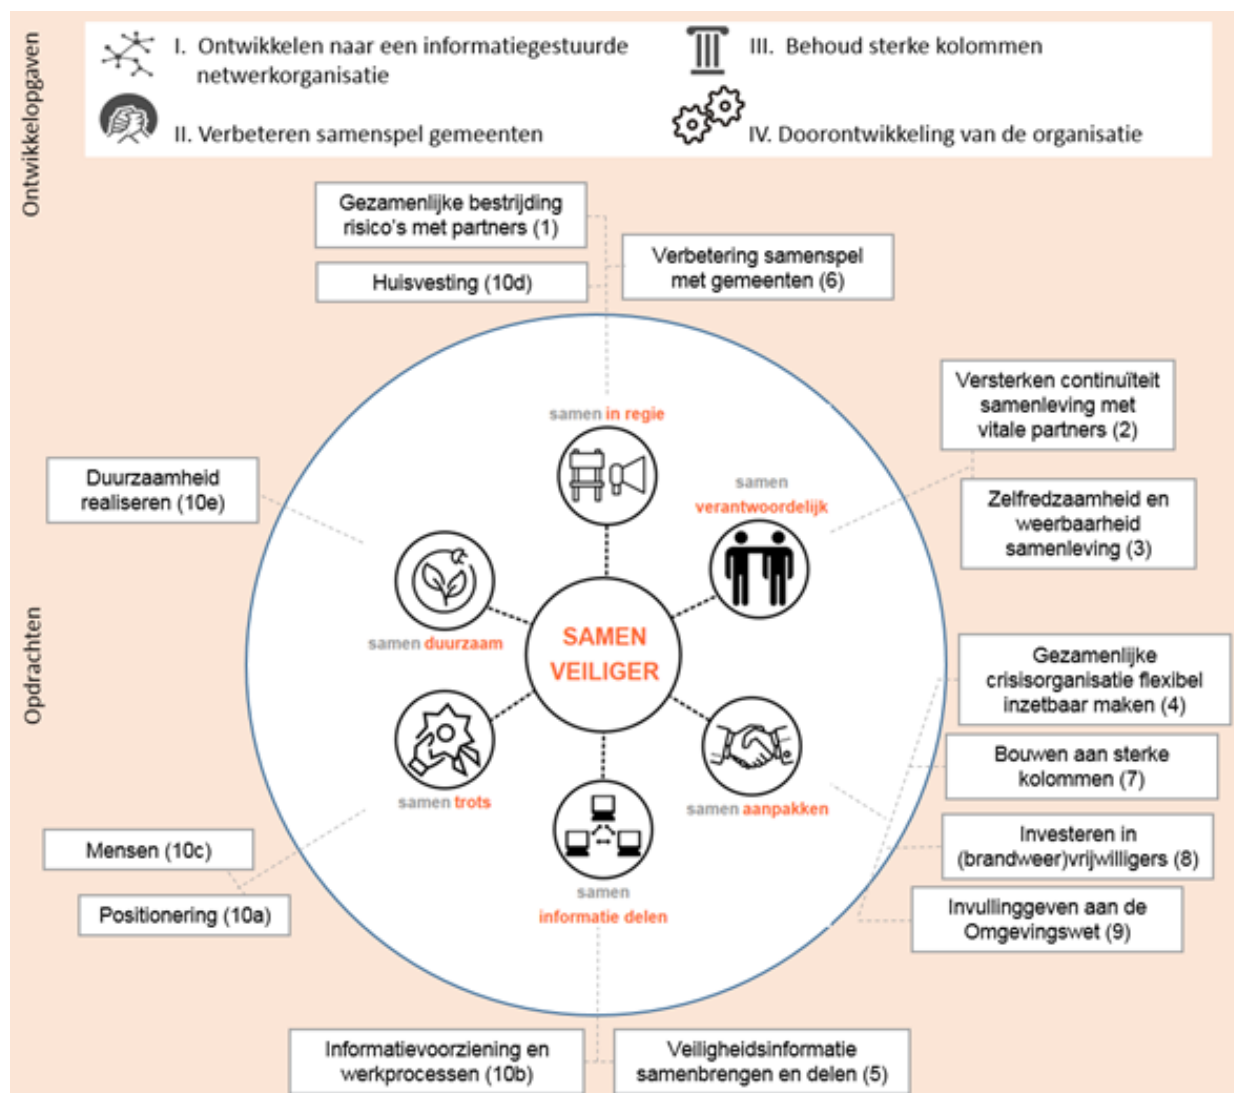 Ontwikkelopgaven
I. Ontwikkelen naar een informatiegestuurde
netwerkorganisatie
II. Verbeteren samenspel gemeenten
III. Behoud sterke kolommen
IV. Doorontwikkeling van de organisatie
Opdrachten
Gezamenlijke bestrijding
risico's met partners (1)
Huisvesting (10d)
Verbetering samenspel
met gemeenten (6)
Versterken continuïteit
samenleving met
vitale partners (2)
Zelfredzaamheid en
weerbaarheid
samenleving (3)
Duurzaamheid
realiseren (10e)
samen in regie
samen
verantwoordelijk
samen duurzaam
SAMEN
VEILIGER
samen trots
samen aanpakken
samen
informatie delen
Gezamenlijke
crisisorganisatie flexibel
inzetbaar maken (4)
Bouwen aan sterke
kolommen (7)
Investeren in
(brandweer)vrijwilligers (8)
Invullinggeven aan de
Omgevingswet (9)
Mensen (10c)
Positionering (10a)
Informatievoorziening en
werkprocessen (10b)
Veiligheidsinformatie
samenbrengen en delen (5)